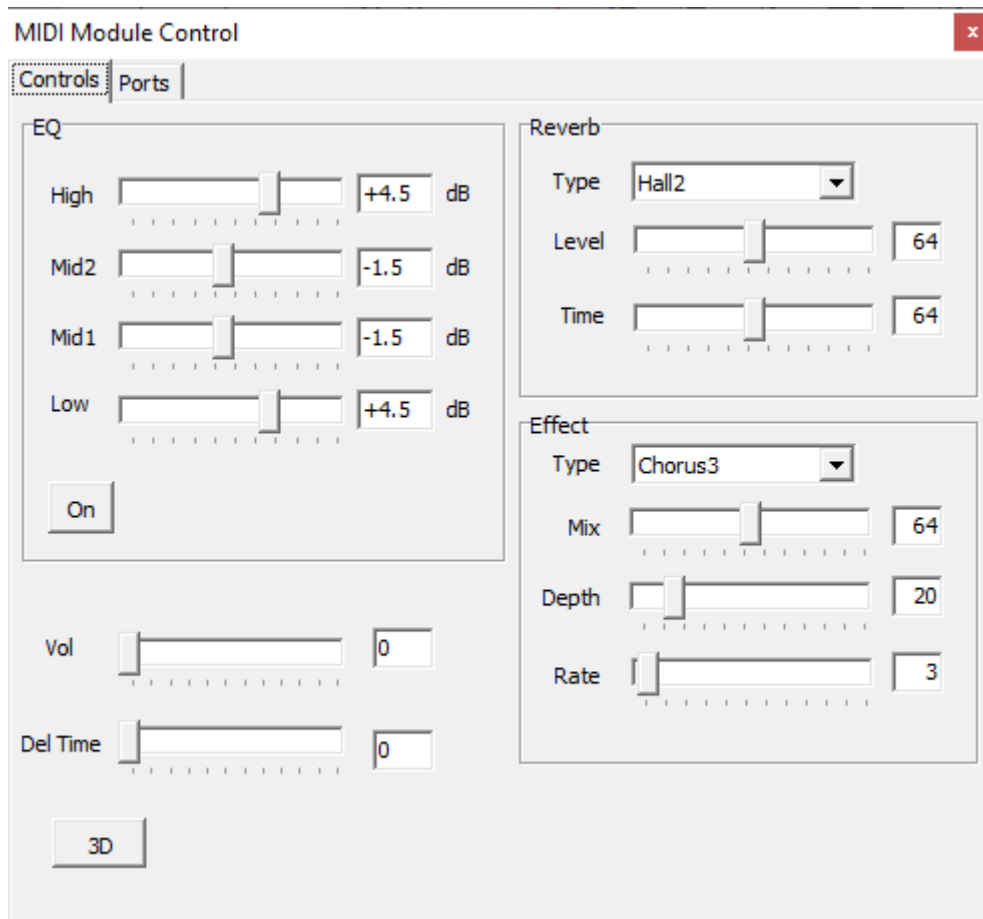 MIDI Module Control
x
Controls Ports
EQ
High +4.5 dB
Mid2 -1.5 dB
Mid1 -1.5 dB
Low +4.5 dB
On
Vol 0
Del Time 0
3D
Reverb
Type Hall2
Level 64
Time 64
Effect
Type Chorus3
Mix 64
Depth 20
Rate 3